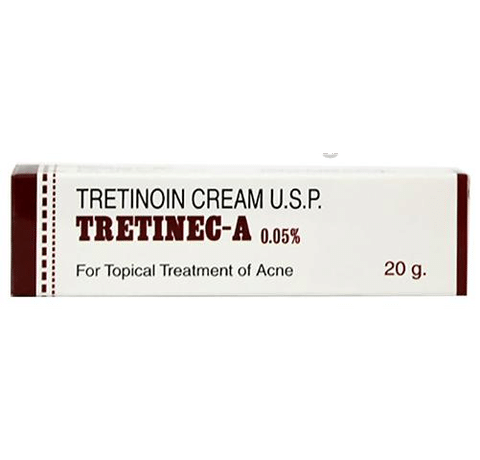 TRETINOIN CREAM U.S.P.
TRETINEC-A 0.05%
For Topical Treatment of Acne 20 g.